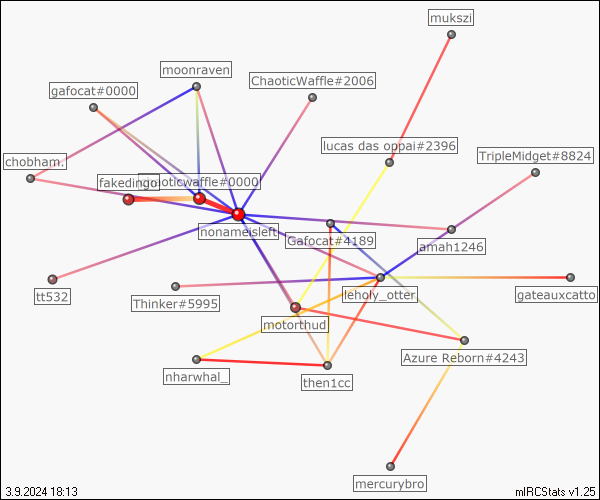 mukszi
moonraven
ChaoticWaffle#2006
gafocat#0000
lucas das oppai#2396
TripleMidget#8824
chobham.
fakedingo
chaoticwaffle#0000
nonameisleft
Gafocat#4189
amah1246
tt532
Thinker#5995
leholy_otter.
gateauxcatto
motorthud
Azure Reborn#4243
nharwhal_
then1cc
mercurybro
3.9.2024 18:13
mIRCStats v1.25